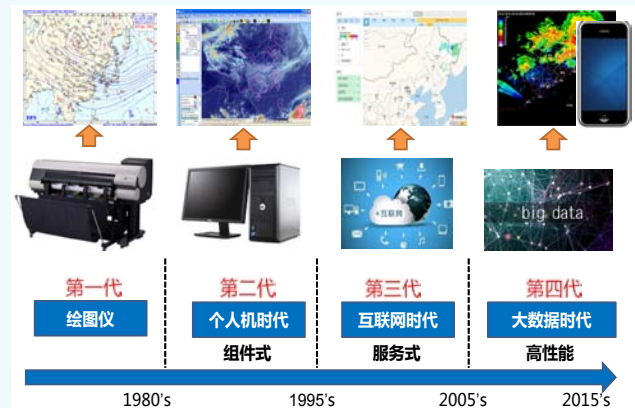 +互联网
big data
第一代
第二代
第三代
第四代
绘图仪
个人机时代
互联网时代
大数据时代
组件式
服务式
高性能
1980's
1995's
2005's
2015's